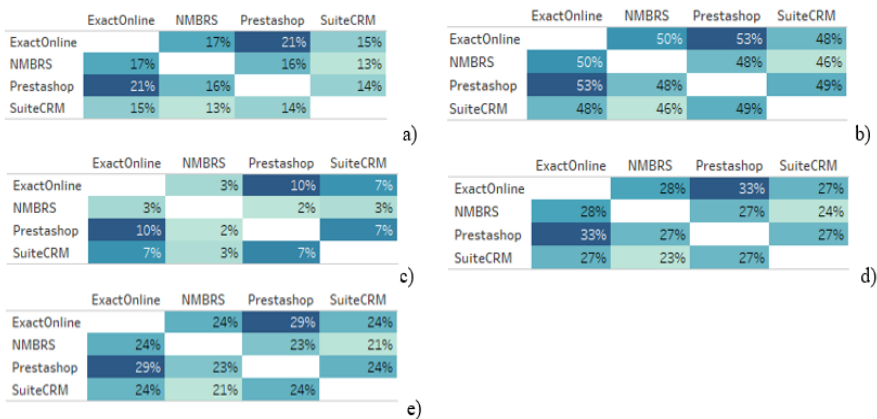 ExactOnline NMBRS Prestashop SuiteCRM
ExactOnline 17% 21% 15%
NMBRS 17% 16% 13%
Prestashop 21% 16% 14%
SuiteCRM 15% 13% 14%
a)
ExactOnline NMBRS Prestashop SuiteCRM
ExactOnline 50% 53% 48%
NMBRS 50% 48% 46%
Prestashop 53% 48% 49%
SuiteCRM 48% 46% 49%
b)
ExactOnline NMBRS Prestashop SuiteCRM
ExactOnline 3% 10% 7%
NMBRS 3% 2% 3%
Prestashop 10% 2% 7%
SuiteCRM 7% 3% 7%
c)
ExactOnline NMBRS Prestashop SuiteCRM
ExactOnline 28% 33% 27%
NMBRS 28% 27% 24%
Prestashop 33% 27% 27%
SuiteCRM 27% 23% 27%
d)
ExactOnline NMBRS Prestashop SuiteCRM
ExactOnline 24% 29% 24%
NMBRS 24% 23% 21%
Prestashop 29% 23% 24%
SuiteCRM 24% 21% 24%
e)